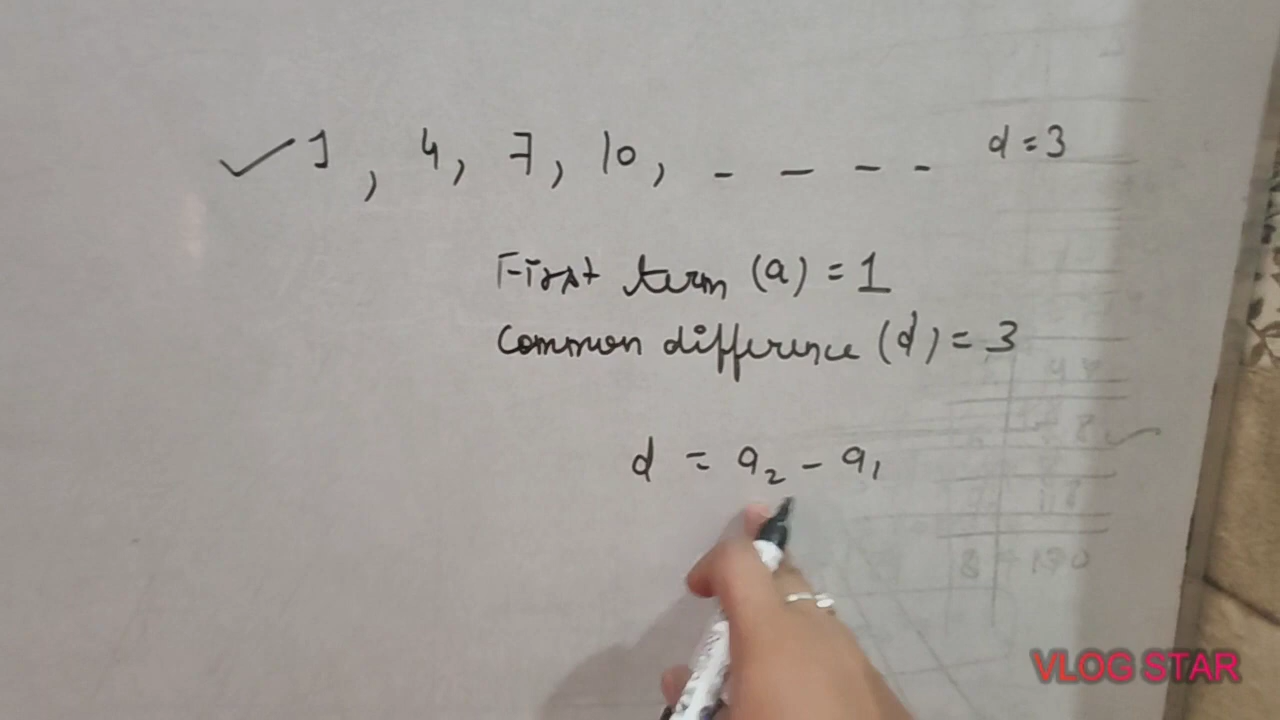 1, 4, 7, 10, - - - - d = 3
First term (a) = 1
Common difference (d) = 3
d = a₂ - a₁
VLOG STAR